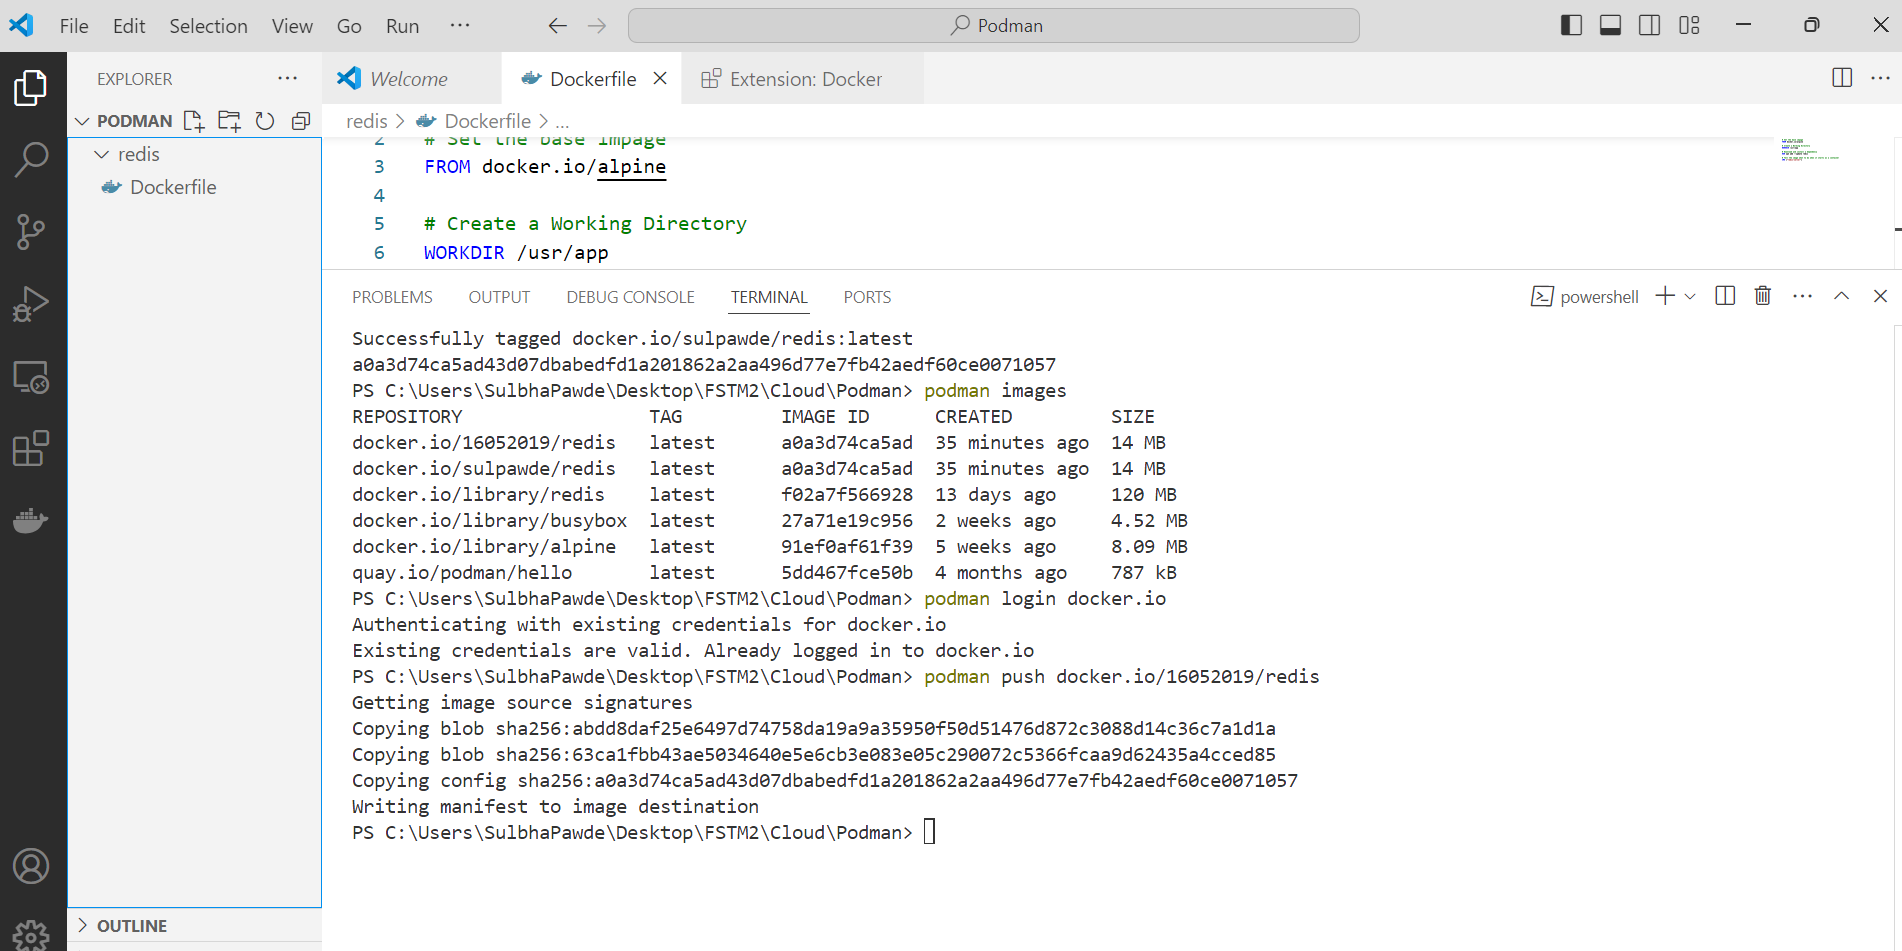 File Edit Selection View Go Run ···
Podman
EXPLORER ···
Welcome
Dockerfile
Extension: Docker
PODMAN
redis > Dockerfile > ...
redis
Dockerfile
2 # Set the base impage
3 FROM docker.io/alpine
4
5 # Create a Working Directory
6 WORKDIR /usr/app
PROBLEMS OUTPUT DEBUG CONSOLE TERMINAL PORTS
powershell
Successfully tagged docker.io/sulpawde/redis:latest
a0a3d74ca5ad43d07dbabedfd1a201862a2aa496d77e7fb42aedf60ce0071057
PS C:\Users\SulbhaPawde\Desktop\FSTM2\Cloud\Podman> podman images
REPOSITORY TAG IMAGE ID CREATED SIZE
docker.io/16052019/redis latest a0a3d74ca5ad 35 minutes ago 14 MB
docker.io/sulpawde/redis latest a0a3d74ca5ad 35 minutes ago 14 MB
docker.io/library/redis latest f02a7f566928 13 days ago 120 MB
docker.io/library/busybox latest 27a71e19c956 2 weeks ago 4.52 MB
docker.io/library/alpine latest 91ef0af61f39 5 weeks ago 8.09 MB
quay.io/podman/hello latest 5dd467fce50b 4 months ago 787 kB
PS C:\Users\SulbhaPawde\Desktop\FSTM2\Cloud\Podman> podman login docker.io
Authenticating with existing credentials for docker.io
Existing credentials are valid. Already logged in to docker.io
PS C:\Users\SulbhaPawde\Desktop\FSTM2\Cloud\Podman> podman push docker.io/16052019/redis
Getting image source signatures
Copying blob sha256:abdd8daf25e6497d74758da19a9a35950f50d51476d872c3088d14c36c7a1d1a
Copying blob sha256:63ca1fbb43ae5034640e5e6cb3e083e05c290072c5366fcaa9d62435a4cced85
Copying config sha256:a0a3d74ca5ad43d07dbabedfd1a201862a2aa496d77e7fb42aedf60ce0071057
Writing manifest to image destination
PS C:\Users\SulbhaPawde\Desktop\FSTM2\Cloud\Podman>
OUTLINE